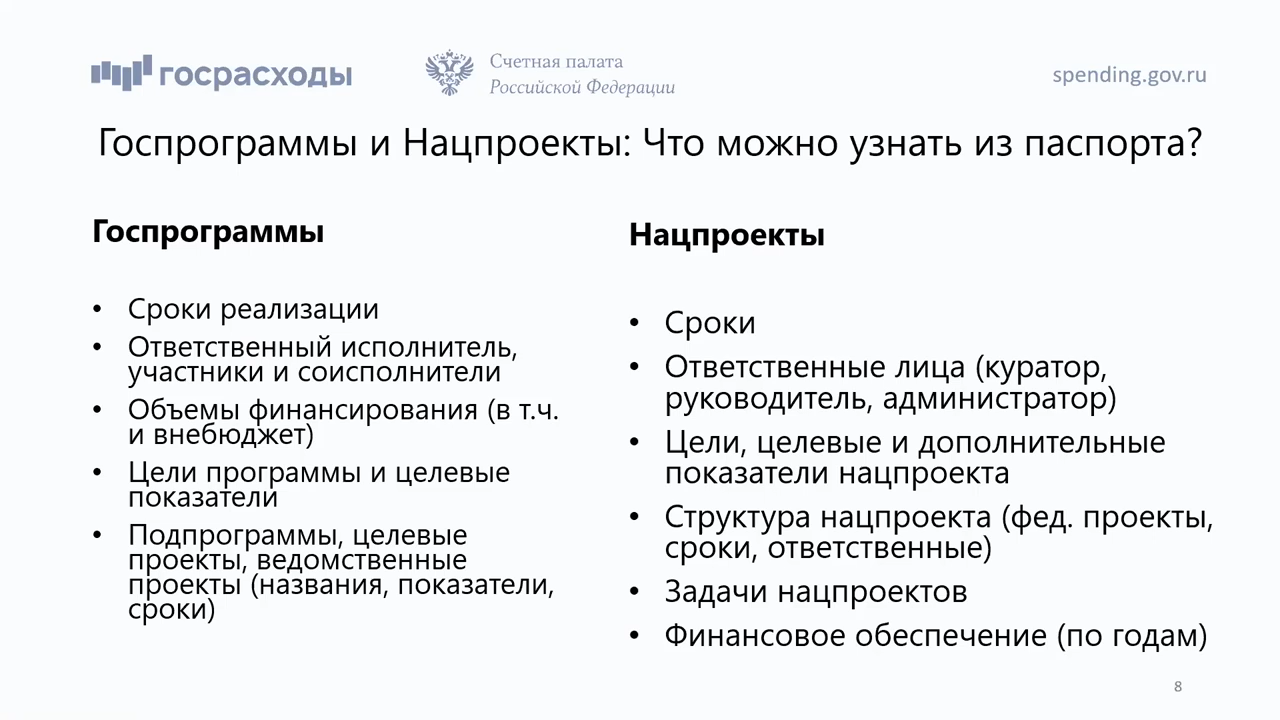 госрасходы
Счетная палата
Российской Федерации
spending.gov.ru
Госпрограммы и Нацпроекты: Что можно узнать из паспорта?
Госпрограммы
• Сроки реализации
• Ответственный исполнитель,
участники и соисполнители
• Объемы финансирования (в т.ч.
и внебюджет)
• Цели программы и целевые
показатели
• Подпрограммы, целевые
проекты, ведомственные
проекты (названия, показатели,
сроки)
Нацпроекты
• Сроки
• Ответственные лица (куратор,
руководитель, администратор)
• Цели, целевые и дополнительные
показатели нацпроекта
• Структура нацпроекта (фед. проекты,
сроки, ответственные)
• Задачи нацпроектов
• Финансовое обеспечение (по годам)
8